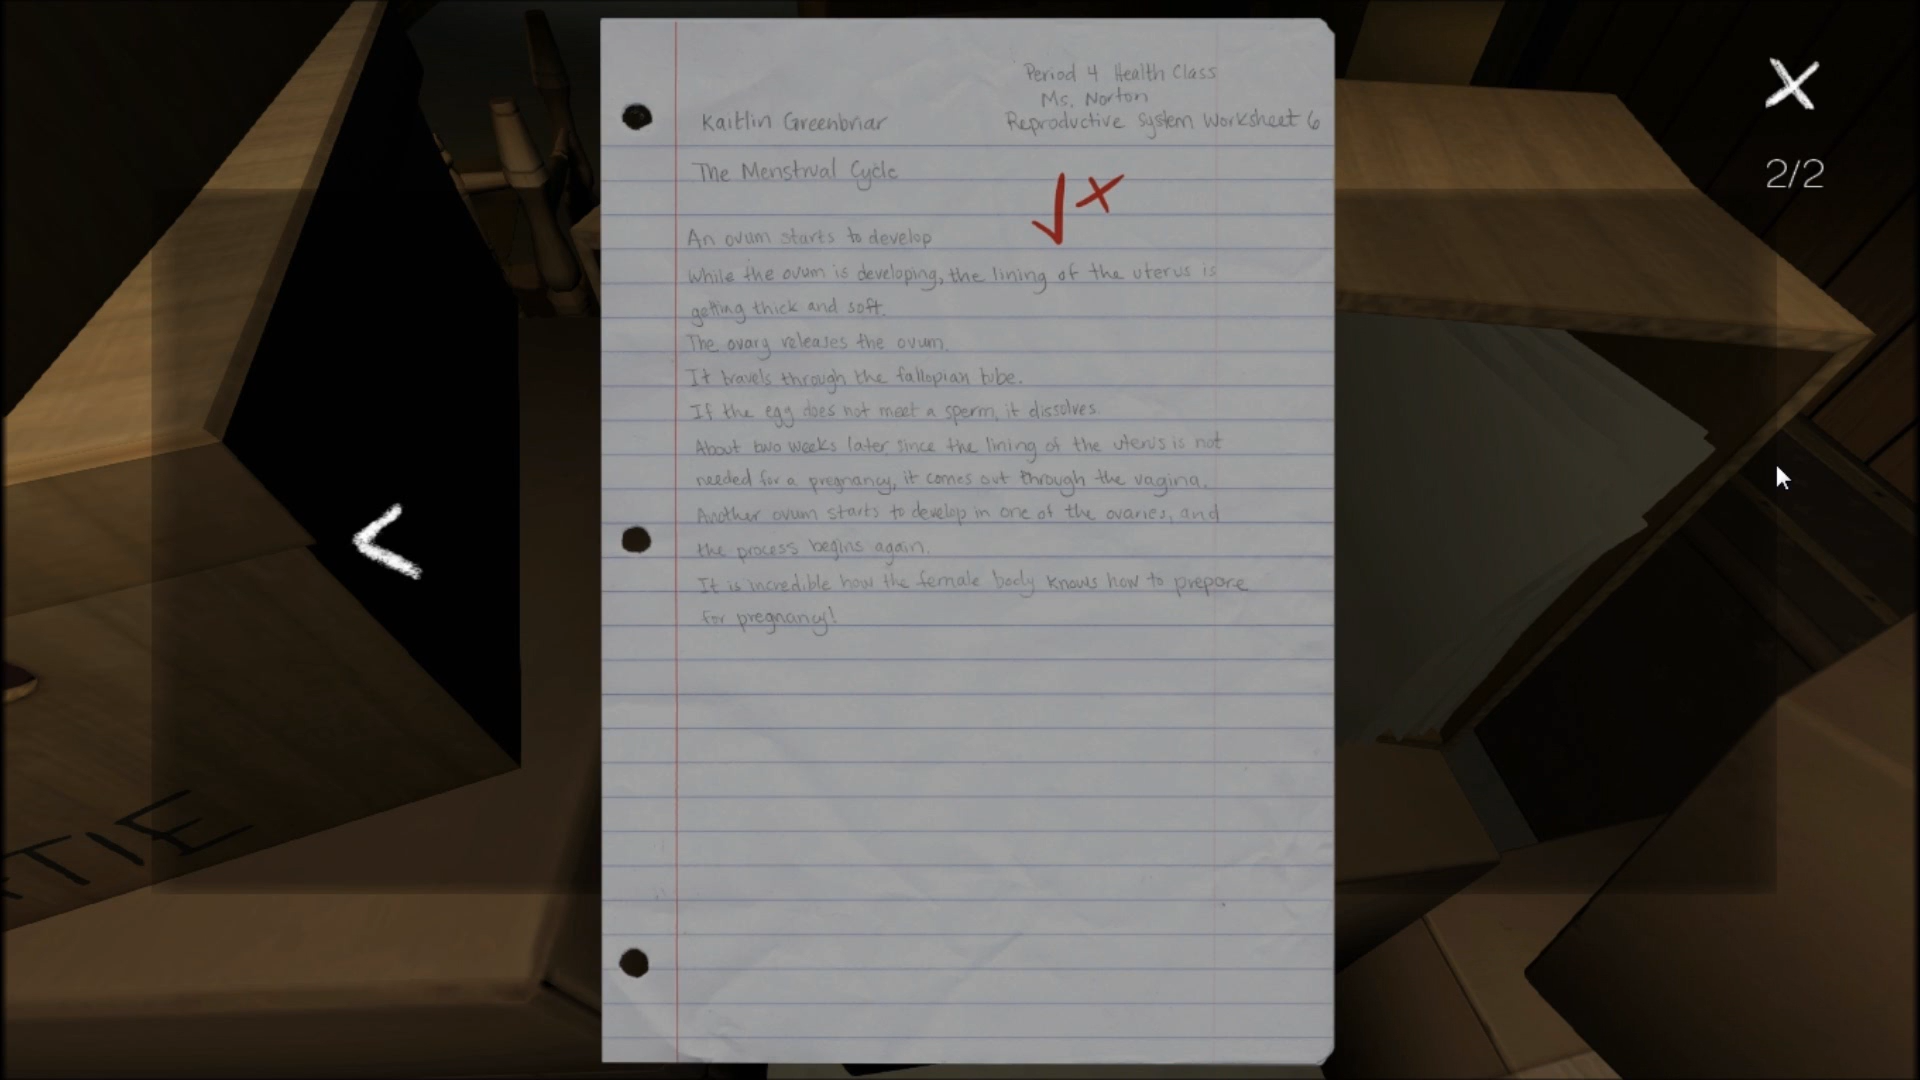 Period 4 Health Class
Ms. Norton
Kaitlin Greenbriar
Reproductive System Worksheet 6
The Menstrual Cycle
An ovum starts to develop
While the ovum is developing, the lining of the uterus is
getting thick and soft.
The ovary releases the ovum.
It travels through the fallopian tube.
If the egg does not meet a sperm, it dissolves.
About two weeks later since the lining of the uterus is not
needed for a pregnancy, it comes out through the vagina.
Another ovum starts to develop in one of the ovaries, and
the process begins again.
It is incredible how the female body knows how to prepare
for pregnancy!
2/2